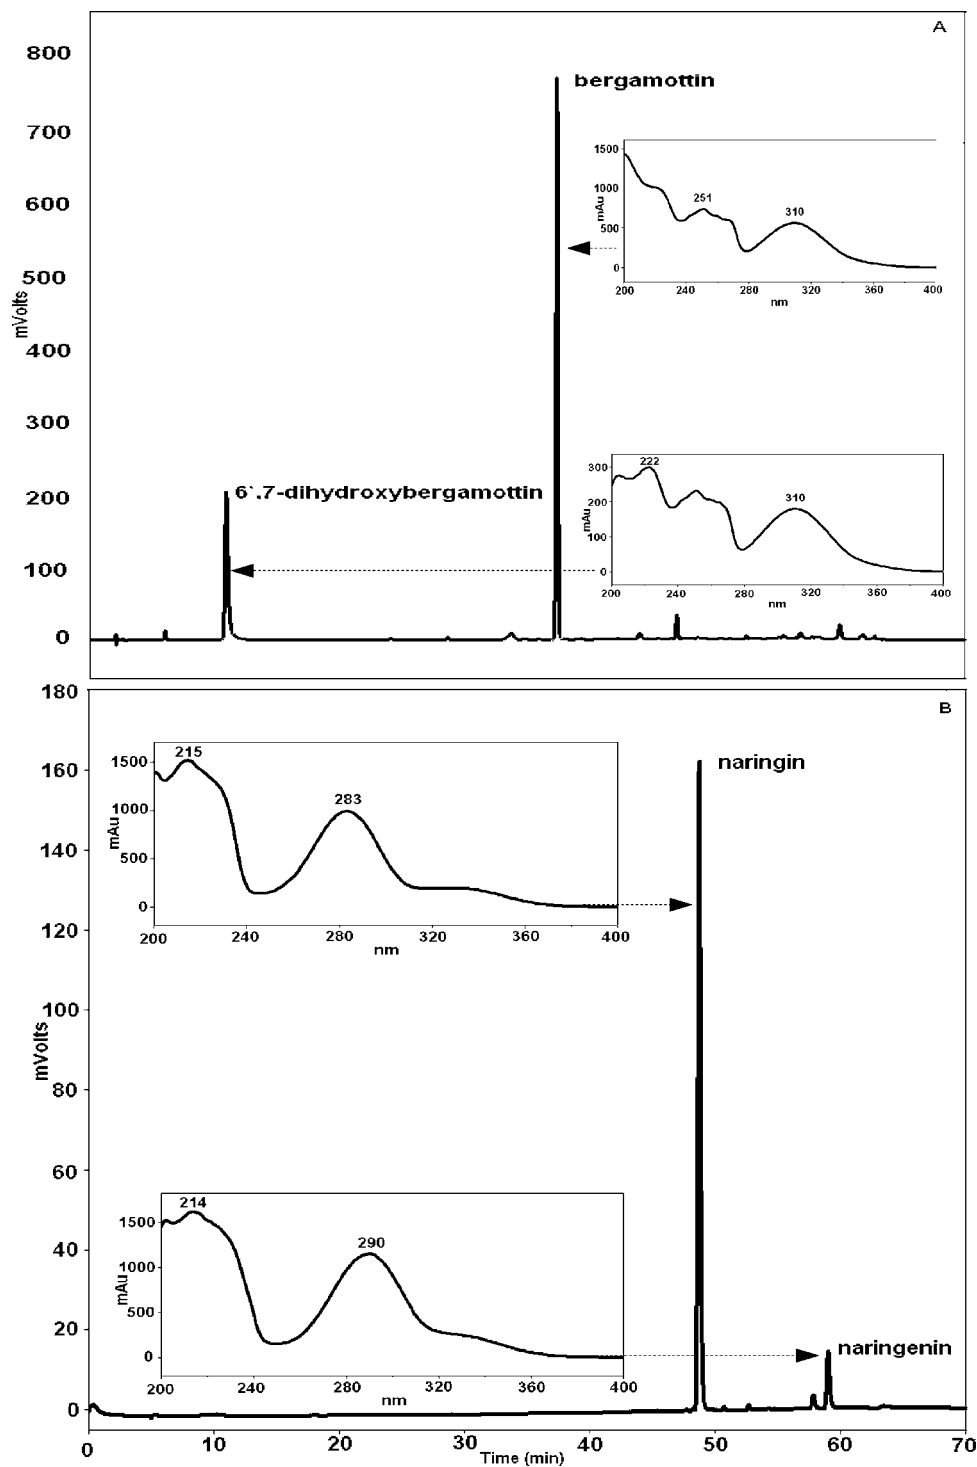 A
800
700
600
500
400
300
200
100
0
mVolts
bergamottin
1500
1000
500
0
mAu
251
310
200 240 280 320 360 400
nm
6`,7-dihydroxybergamottin
300
200
100
0
mAu
222
310
200 240 280 320 360 400
nm
B
180
160
140
120
100
80
60
40
20
0
mVolts
215
283
1500
1000
500
0
mAu
200 240 280 320 360 400
nm
naringin
214
290
1500
1000
500
0
mAu
200 240 280 320 360 400
nm
naringenin
0 10 20 30 40 50 60 70
Time (min)